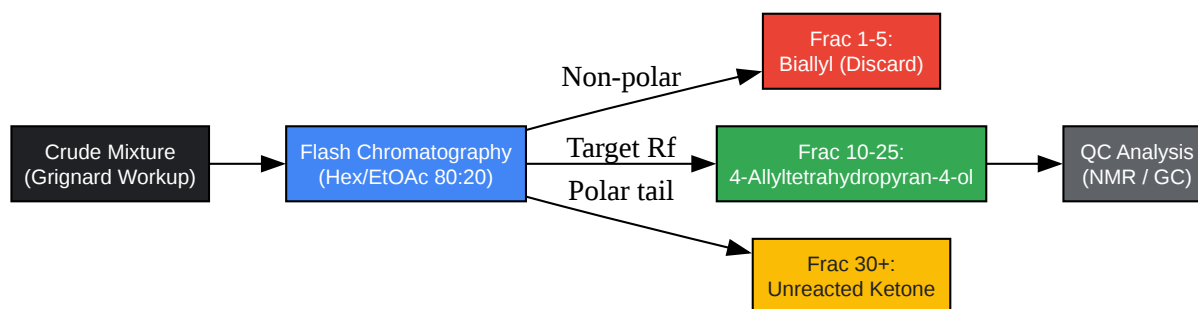 Crude Mixture
(Grignard Workup)
Flash Chromatography
(Hex/EtOAc 80:20)
Non-polar
Target Rf
Polar tail
Frac 1-5:
Biallyl (Discard)
Frac 10-25:
4-Allyltetrahydropyran-4-ol
Frac 30+:
Unreacted Ketone
QC Analysis
(NMR / GC)